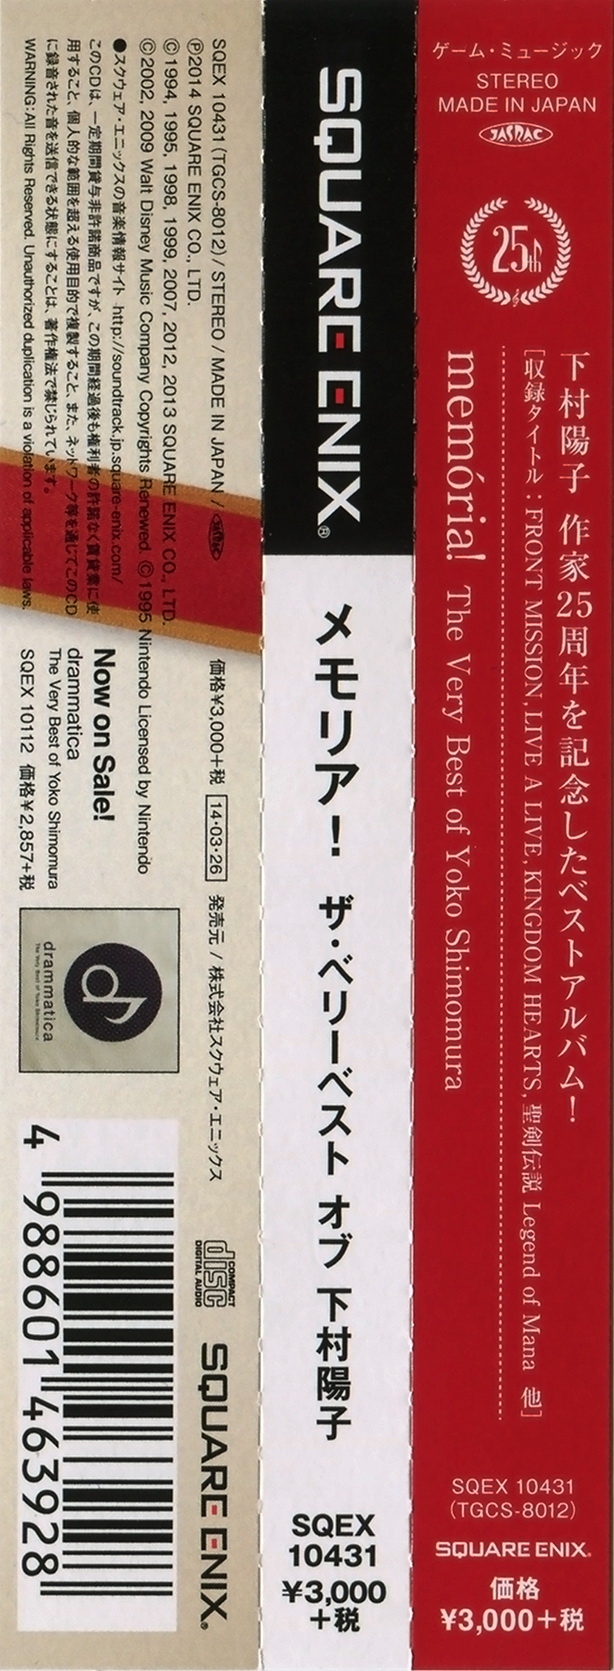 ゲーム・ミュージック
STEREO
MADE IN JAPAN
JASRAC
25th
下村陽子 作家25周年を記念したベストアルバム！
［収録タイトル：FRONT MISSION, LIVE A LIVE, KINGDOM HEARTS, 聖剣伝説 Legend of Mana 他］
memória! The Very Best of Yoko Shimomura
SQEX 10431
(TGCS-8012)
SQUARE ENIX.
価格
¥3,000+税
SQUARE ENIX®
メモリア！ ザ・ベリーベスト オブ 下村陽子
SQEX
10431
¥3,000
+税
SQEX 10431 (TGCS-8012) / STEREO / MADE IN JAPAN / JASRAC
Ⓟ2014 SQUARE ENIX CO., LTD.
©1994, 1995, 1998, 1999, 2007, 2012, 2013 SQUARE ENIX CO., LTD.
©2002, 2009 Walt Disney Music Company Copyrights Renewed. ©1995 Nintendo Licensed by Nintendo
●スクウェア・エニックスの音楽情報サイト http://soundtrack.jp.square-enix.com/
このCDは、一定期間貸与非許諾商品ですが、この期間経過後も権利者の許諾なく賃貸業に使
用すること、個人的な範囲を超える使用目的で複製すること、また、ネットワーク等を通じてこのCD
に録音された音を送信できる状態にすることは、著作権法で禁じられています。
WARNING: All Rights Reserved. Unauthorized duplication is a violation of applicable laws.
価格¥3,000+税 14・03・26 発売元 / 株式会社スクウェア・エニックス
Now on Sale!
drammatica
The Very Best of Yoko Shimomura
SQEX 10112 価格¥2,857+税
drammatica
The Very Best of Yoko Shimomura
COMPACT
disc
DIGITAL AUDIO
SQUARE ENIX.
4 988601 463928